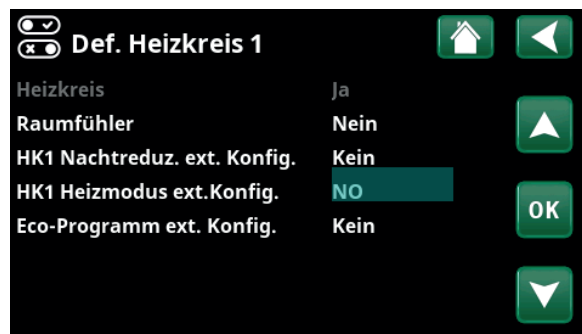 Def. Heizkreis 1
Heizkreis Ja
Raumfühler Nein
HK1 Nachtreduz. ext. Konfig. Kein
HK1 Heizmodus ext.Konfig. NO
Eco-Programm ext. Konfig. Kein
OK